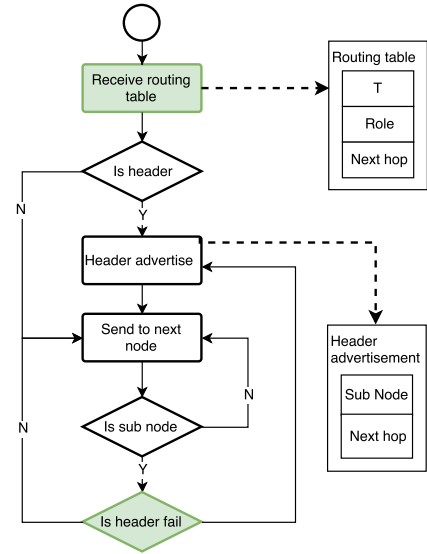 Receive routing
table
Routing table
T
Role
Next hop
Is header
N
Y
Header advertise
Send to next
node
Header
advertisement
Sub Node
Next hop
N
Is sub node
N
Y
Is header fail